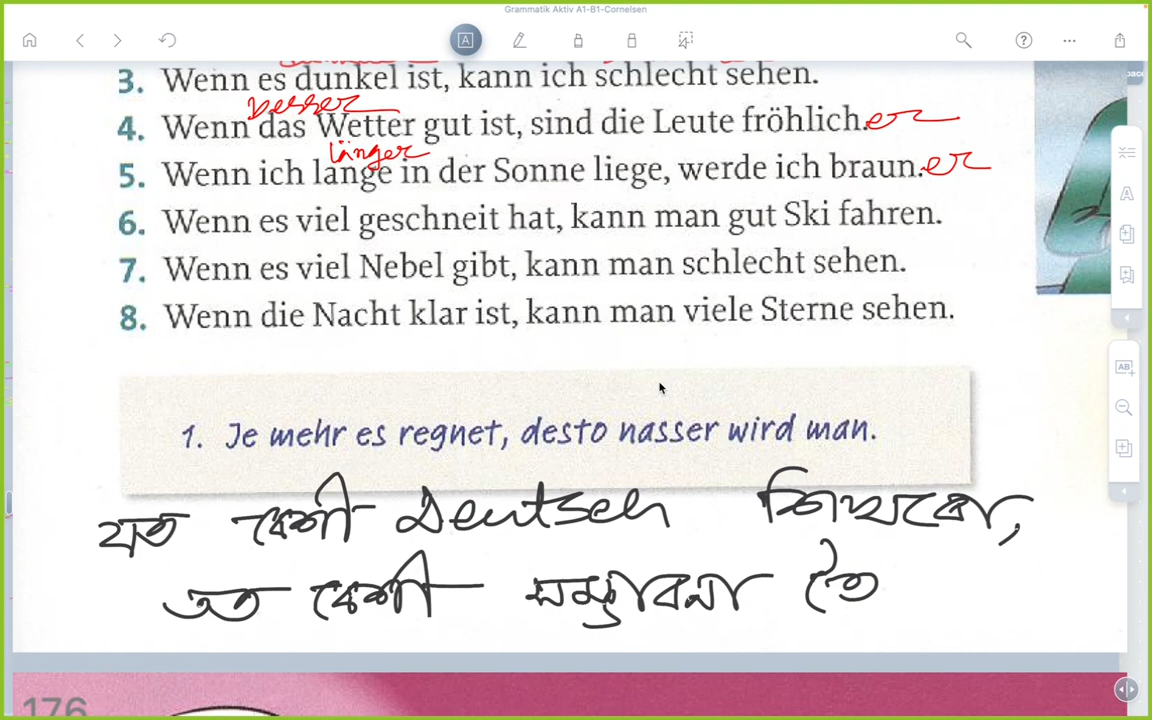 Grammatik Aktiv A1-B1-Cornelsen
3. Wenn es dunkel ist, kann ich schlecht sehen.
besser
4. Wenn das Wetter gut ist, sind die Leute fröhlich. er
länger
5. Wenn ich lange in der Sonne liege, werde ich braun. er
6. Wenn es viel geschneit hat, kann man gut Ski fahren.
7. Wenn es viel Nebel gibt, kann man schlecht sehen.
8. Wenn die Nacht klar ist, kann man viele Sterne sehen.
1. Je mehr es regnet, desto nasser wird man.
যত বেশী Deutsch শিখবো,
তত বেশী সম্ভাবনা তৈ
176